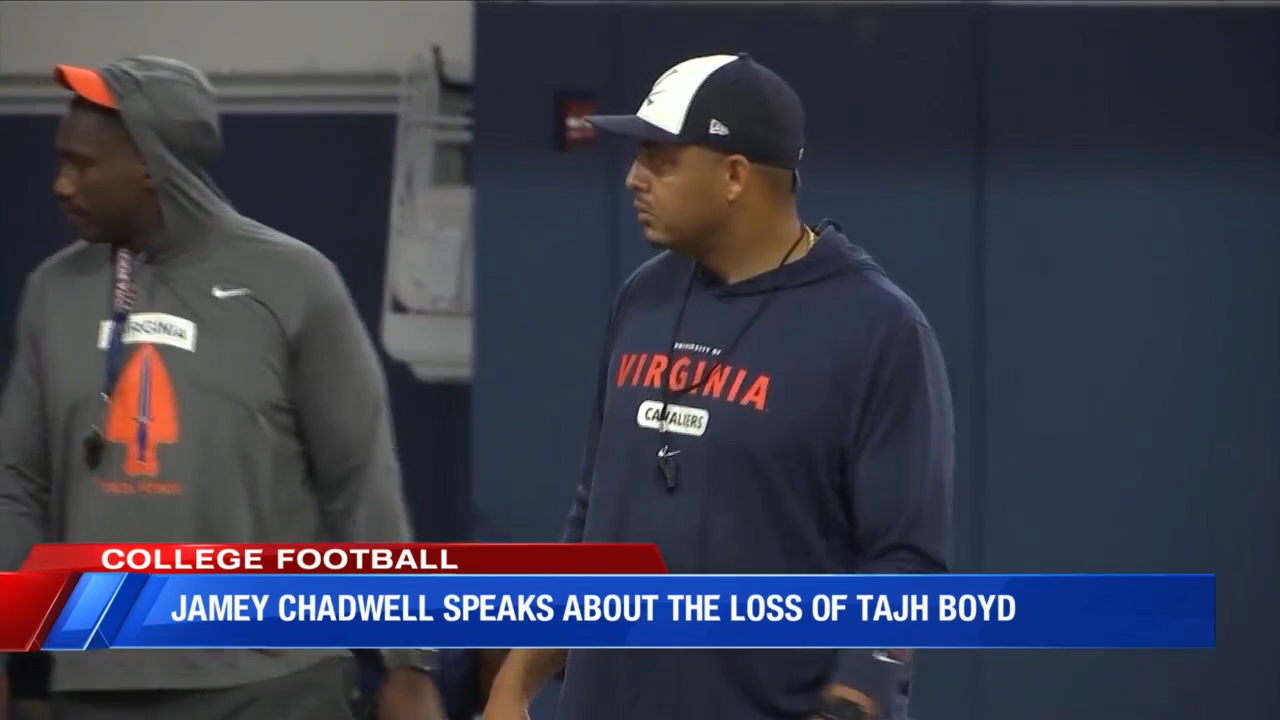 VIRGINIA
UNIVERSITY OF
VIRGINIA
CAVALIERS
COLLEGE FOOTBALL
JAMEY CHADWELL SPEAKS ABOUT THE LOSS OF TAJH BOYD